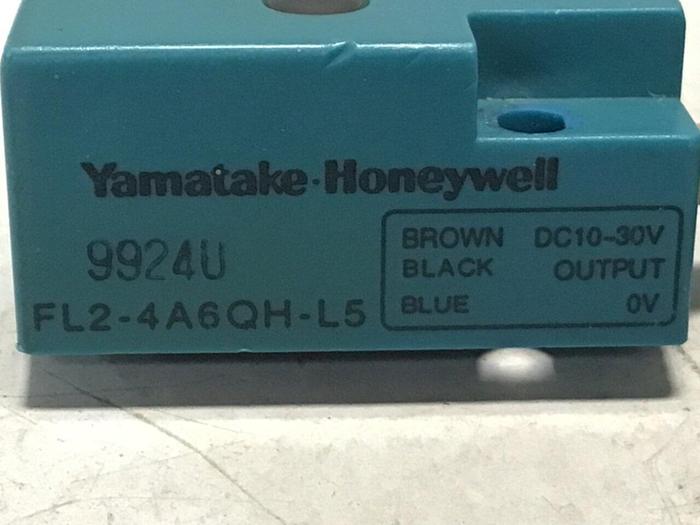 Yamatake·Honeywell
9924U
FL2-4A6QH-L5
BROWN DC10-30V
BLACK OUTPUT
BLUE 0V